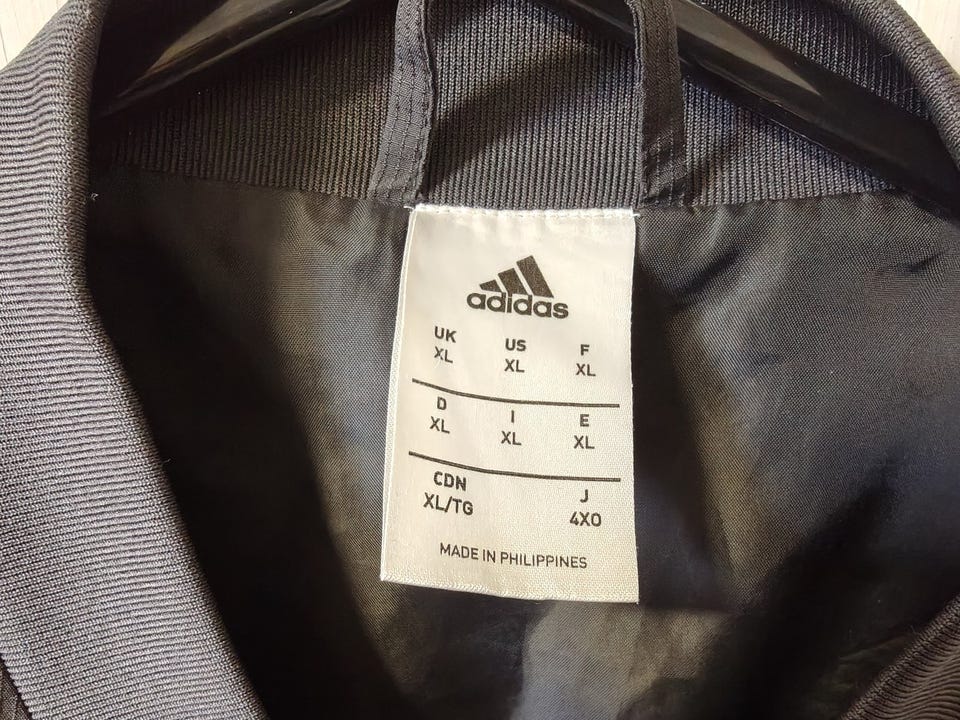 adidas
UK US F
XL XL XL
D I E
XL XL XL
CDN J
XL/TG 4XO
MADE IN PHILIPPINES